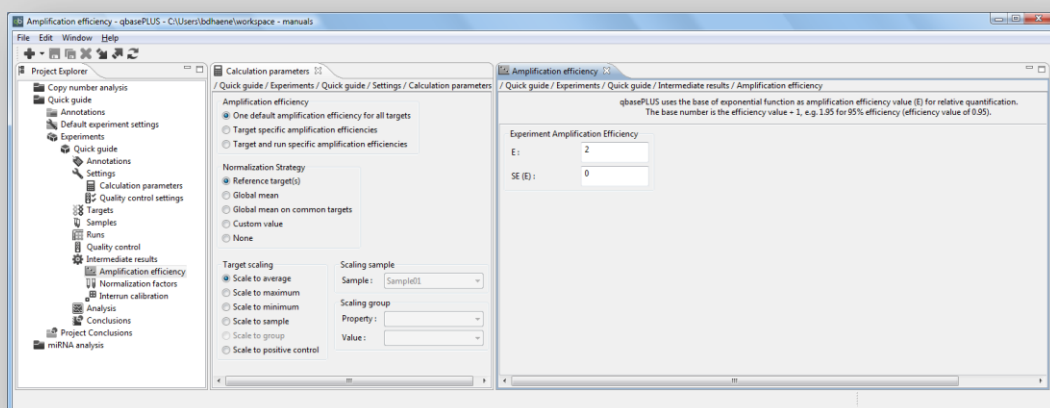 Amplification efficiency - qbasePLUS - C:\Users\bdhaene\workspace - manuals
File Edit Window Help
Project Explorer
Copy number analysis
Quick guide
Annotations
Default experiment settings
Experiments
Quick guide
Annotations
Settings
Calculation parameters
Quality control settings
Targets
Samples
Runs
Quality control
Intermediate results
Amplification efficiency
Normalization factors
Interrun calibration
Analysis
Conclusions
Project Conclusions
miRNA analysis
Calculation parameters
/ Quick guide / Experiments / Quick guide / Settings / Calculation parameters
Amplification efficiency
One default amplification efficiency for all targets
Target specific amplification efficiencies
Target and run specific amplification efficiencies
Normalization Strategy
Reference target(s)
Global mean
Global mean on common targets
Custom value
None
Target scaling
Scale to average
Scale to maximum
Scale to minimum
Scale to sample
Scale to group
Scale to positive control
Scaling sample
Sample : Sample01
Scaling group
Property :
Value :
Amplification efficiency
/ Quick guide / Experiments / Quick guide / Intermediate results / Amplification efficiency
qbasePLUS uses the base of exponential function as amplification efficiency value (E) for relative quantification.
The base number is the efficiency value + 1, e.g. 1.95 for 95% efficiency (efficiency value of 0.95).
Experiment Amplification Efficiency
E : 2
SE (E) : 0